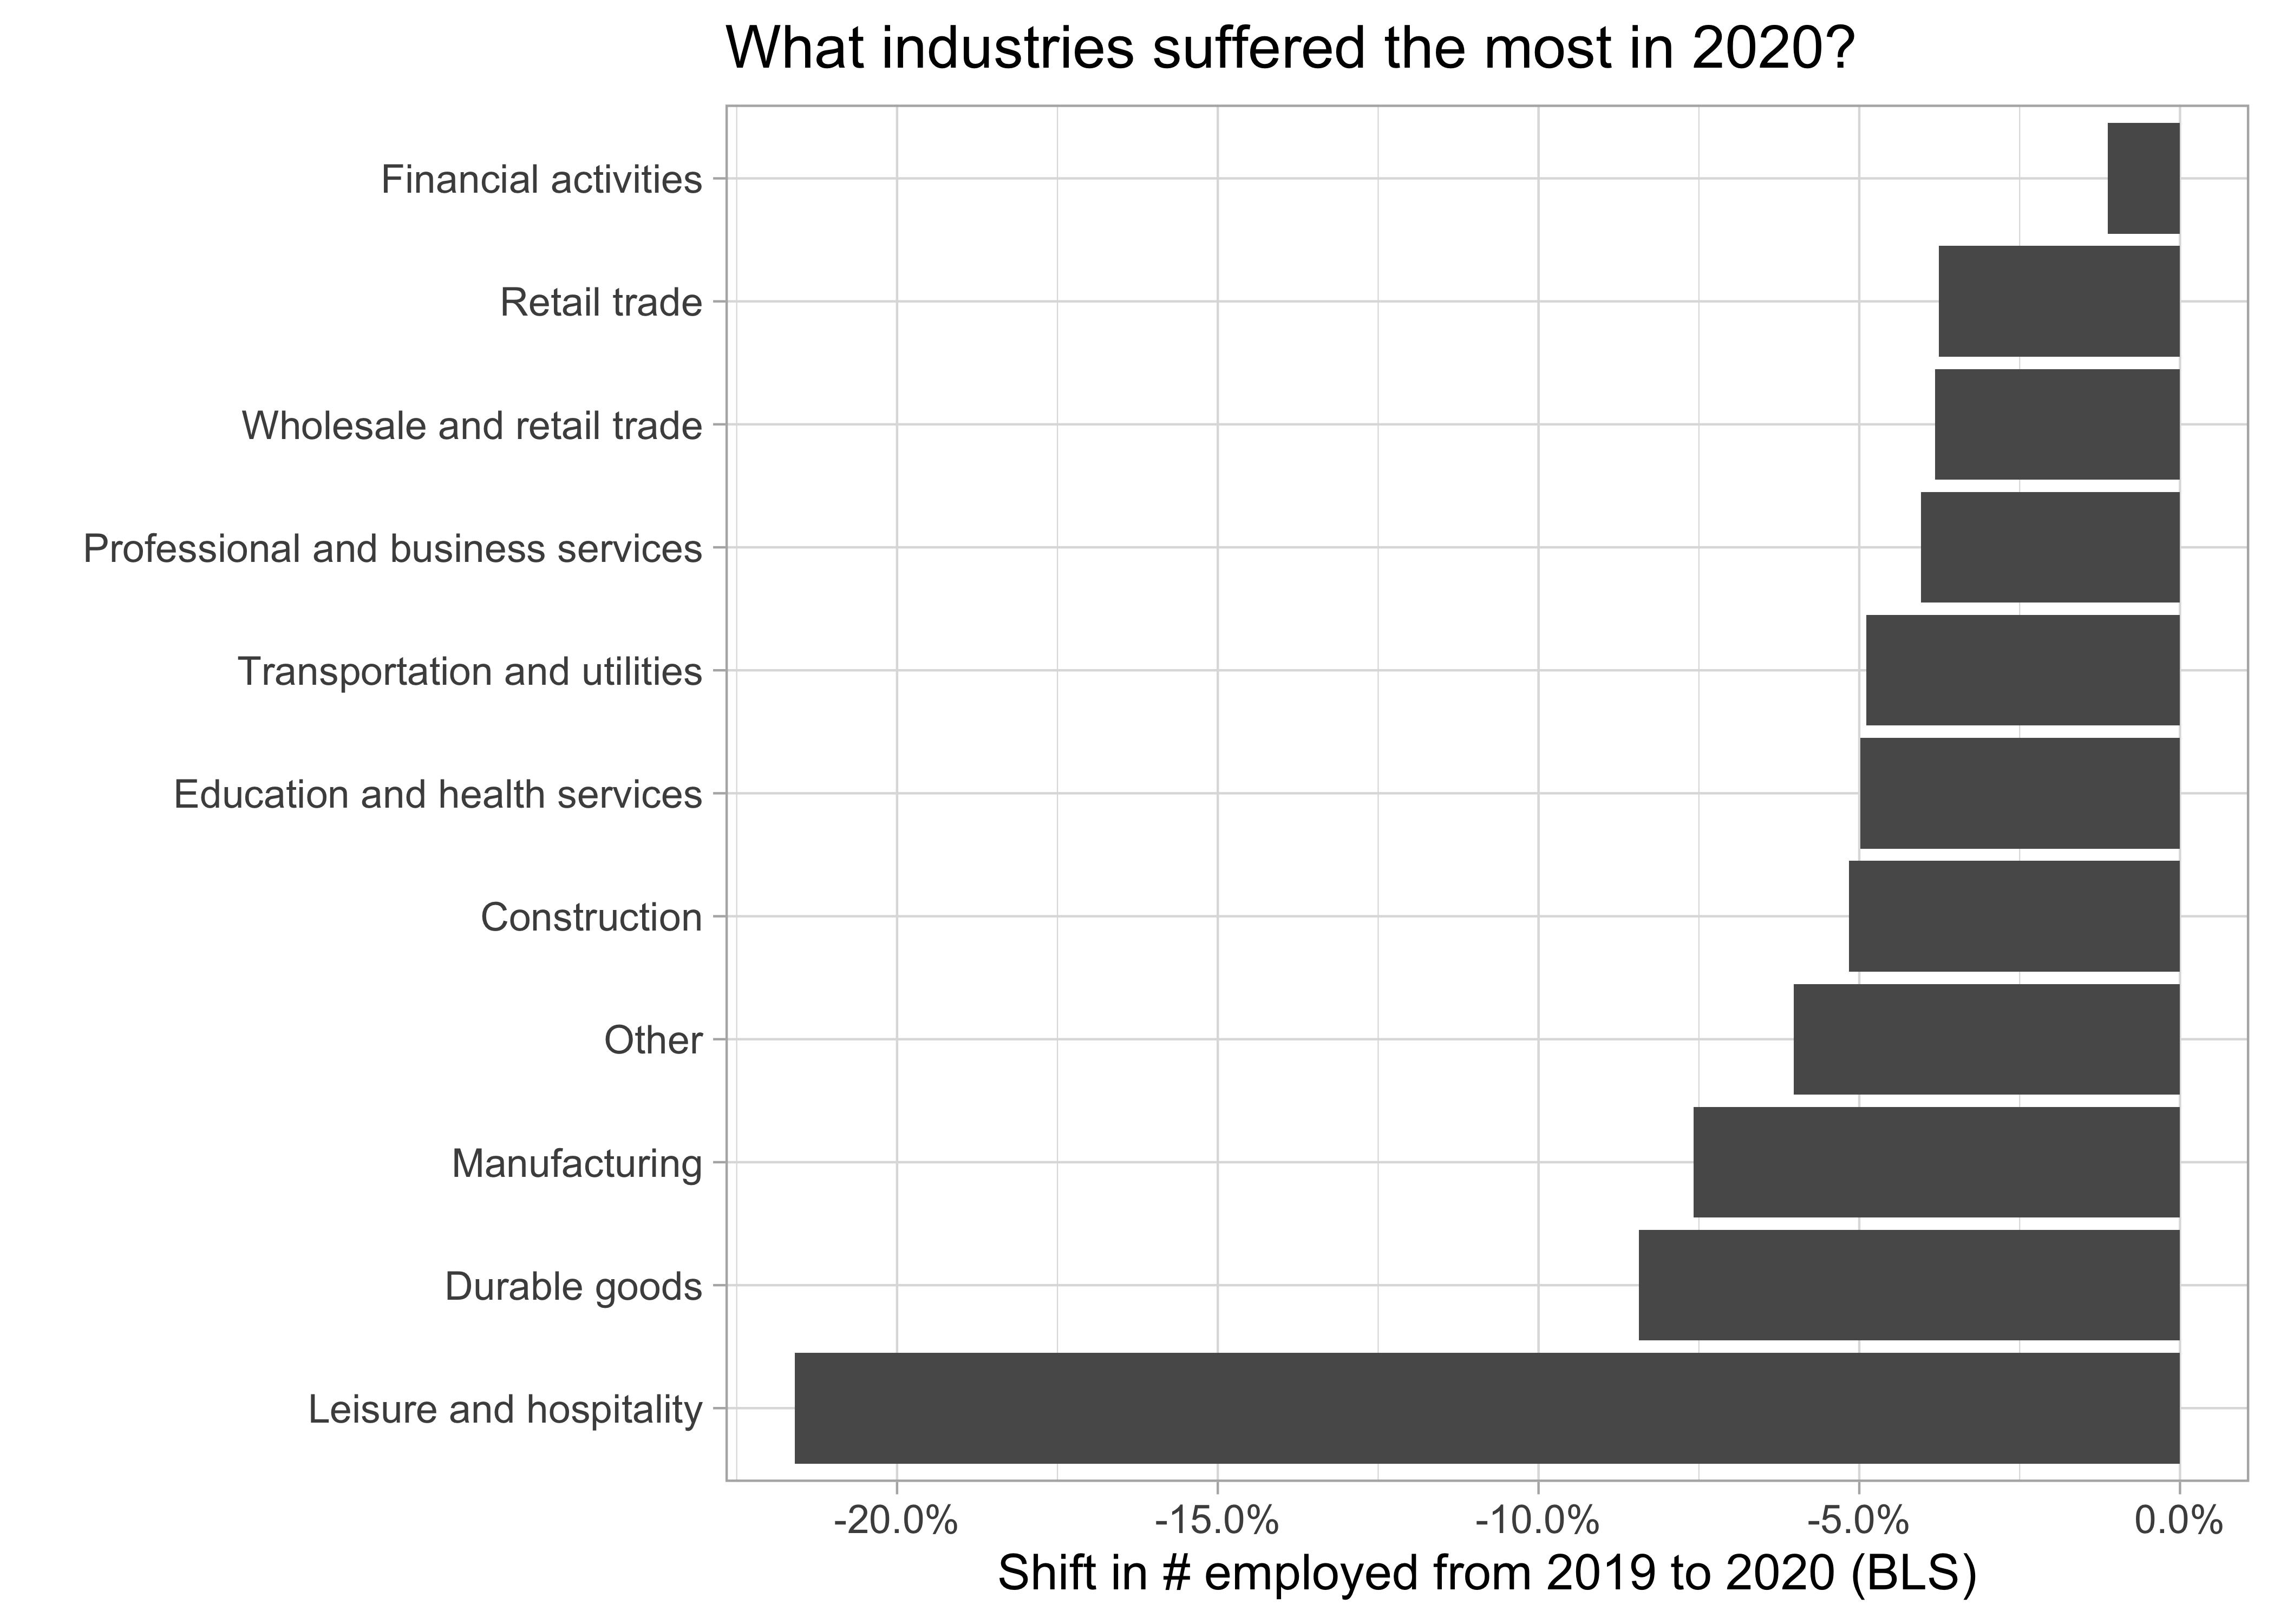 What industries suffered the most in 2020?
Financial activities
Retail trade
Wholesale and retail trade
Professional and business services
Transportation and utilities
Education and health services
Construction
Other
Manufacturing
Durable goods
Leisure and hospitality
-20.0% -15.0% -10.0% -5.0% 0.0%
Shift in # employed from 2019 to 2020 (BLS)